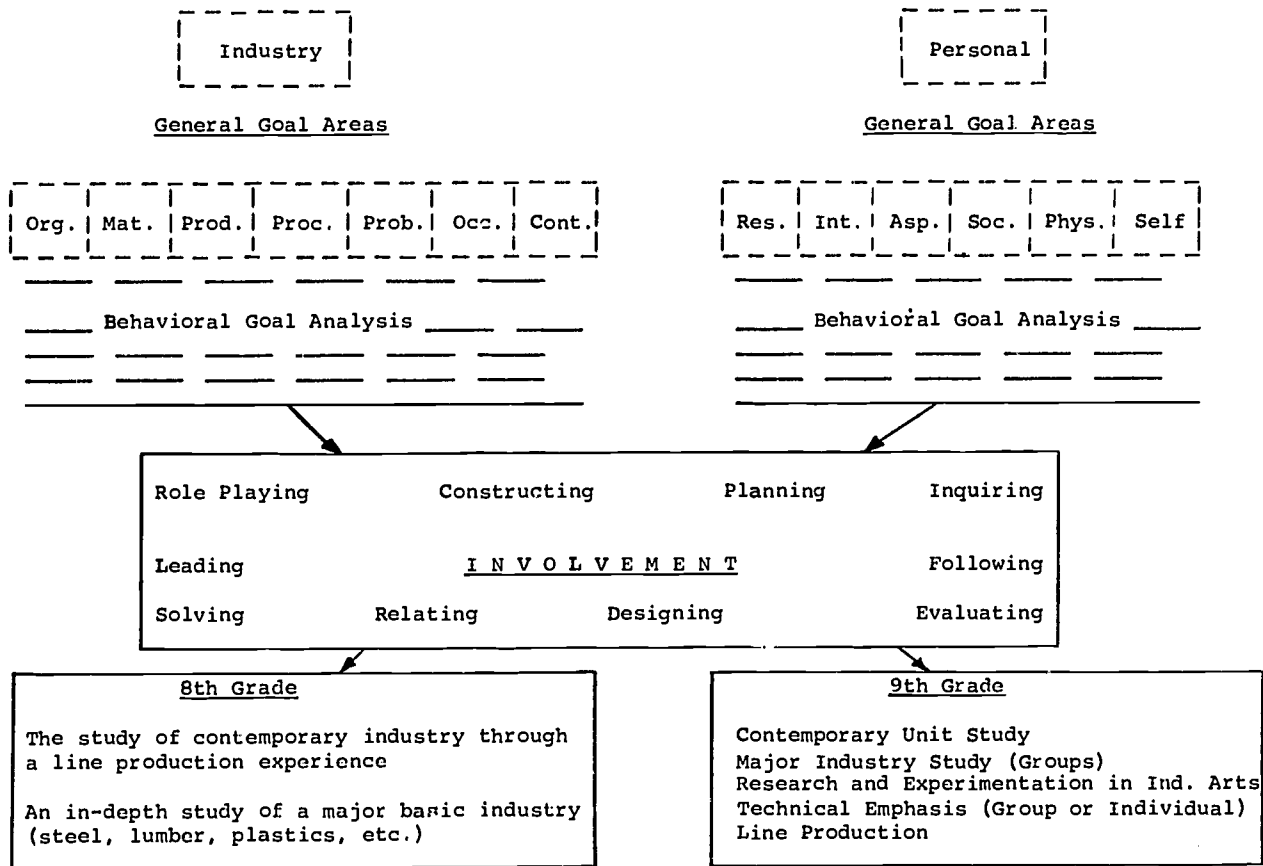 Industry
General Goal Areas
Org. Mat. Prod. Proc. Prob. Occ. Cont.
Behavioral Goal Analysis
Personal
General Goal Areas
Res. Int. Asp. Soc. Phys. Self
Behavioral Goal Analysis
Role Playing Constructing Planning Inquiring
Leading I N V O L V E M E N T Following
Solving Relating Designing Evaluating
8th Grade
The study of contemporary industry through
a line production experience
An in-depth study of a major basic industry
(steel, lumber, plastics, etc.)
9th Grade
Contemporary Unit Study
Major Industry Study (Groups)
Research and Experimentation in Ind. Arts
Technical Emphasis (Group or Individual)
Line Production